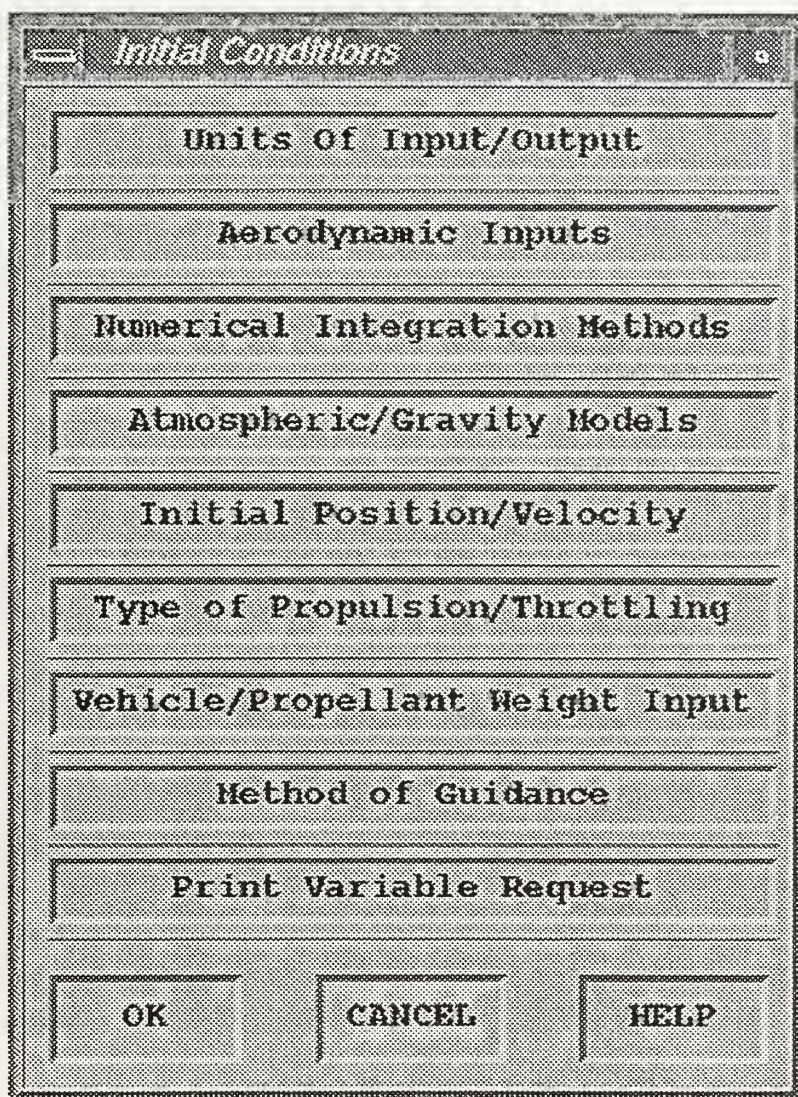 Initial Conditions
Units Of Input/Output
Aerodynamic Inputs
Numerical Integration Methods
Atmospheric/Gravity Models
Initial Position/Velocity
Type of Propulsion/Throttling
Vehicle/Propellant Weight Input
Method of Guidance
Print Variable Request
OK CANCEL HELP